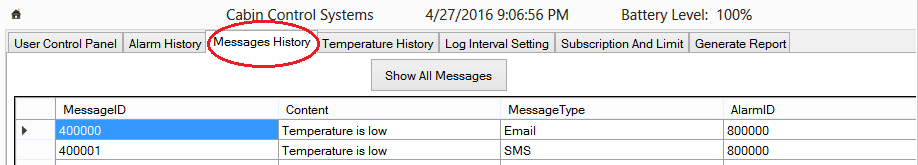 Cabin Control Systems 4/27/2016 9:06:56 PM Battery Level: 100%
User Control Panel Alarm History Messages History Temperature History Log Interval Setting Subscription And Limit Generate Report
Show All Messages
MessageID Content MessageType AlarmID
400000 Temperature is low Email 800000
400001 Temperature is low SMS 800000